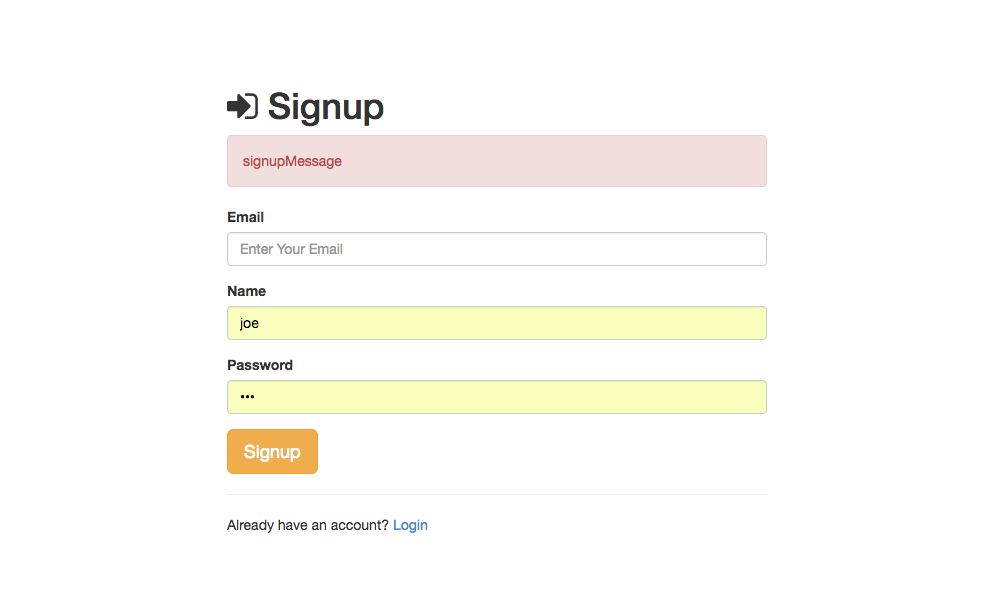 Signup
signupMessage
Email
Enter Your Email
Name
joe
Password
•••
Signup
Already have an account? Login